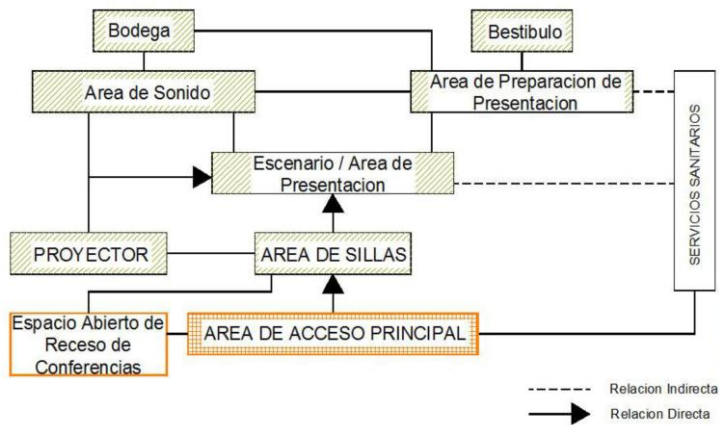 Bodega
Bestibulo
Area de Sonido
Area de Preparacion de
Presentacion
Escenario / Area de
Presentacion
SERVICIOS SANITARIOS
PROYECTOR
AREA DE SILLAS
Espacio Abierto de
Receso de
Conferencias
AREA DE ACCESO PRINCIPAL
Relacion Indirecta
Relacion Directa